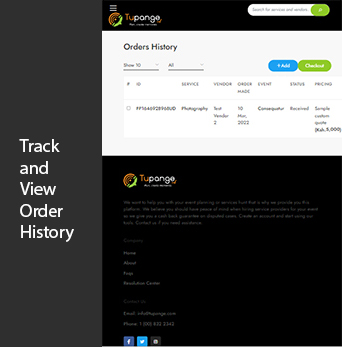 Track
and
View
Order
History
Tupange
Plan, create memories
Search for services and vendors
Orders History
Show 10
All
+ Add
Checkout
# ID SERVICE VENDOR ORDER MADE EVENT STATUS PRICING
Photography Test Vendor 2 10 Mar, 2022 Consequatur Received Sample custom quote (Ksh.5,000)
Tupange
Plan, create memories
We want to help you with your event planning or services hunt that is why we provide you this
platform. We believe you should have peace of mind when hiring service providers for your event
so we give you a cash back guarantee on disputed cases. Create an account and start using our
tools. Contact us if you need assistance.
Company
Home
About
Faqs
Resolution Center
Contact Us
Email: info@tupange.com
Phone: 1 (00) 832 2342